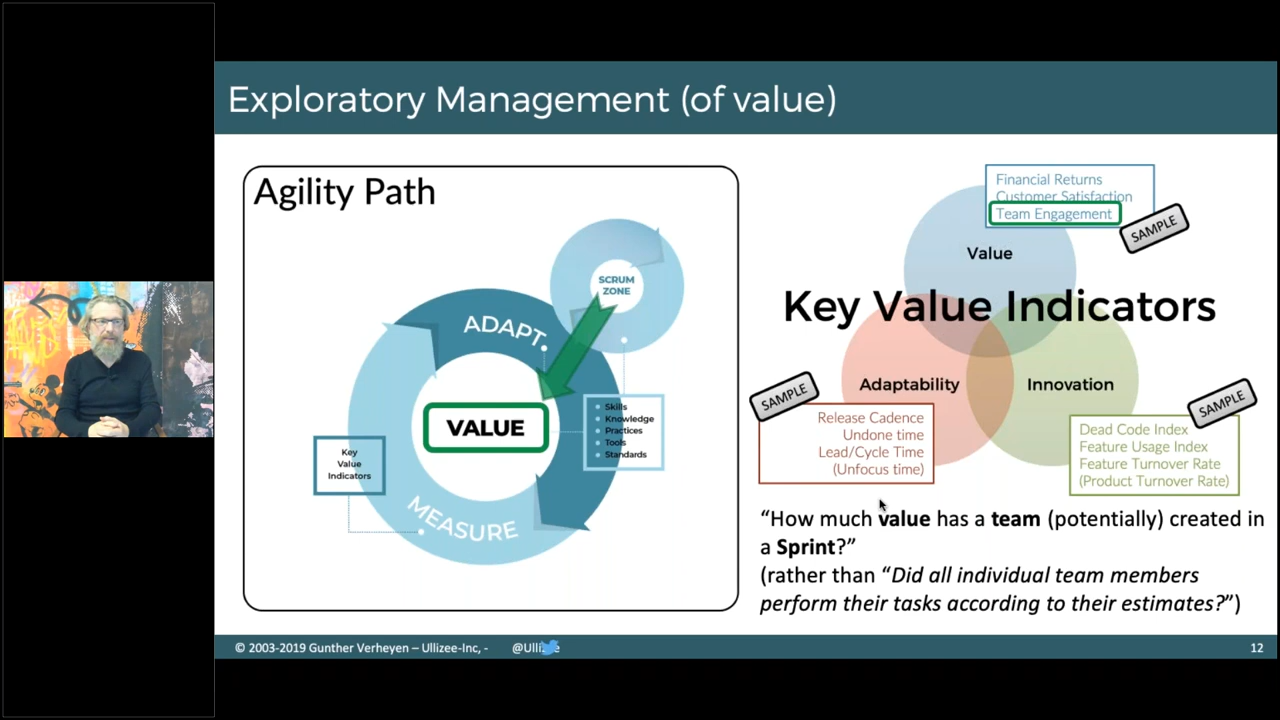 Exploratory Management (of value)
Agility Path
SCRUM
ZONE
ADAPT
VALUE
Skills
Knowledge
Practices
Tools
Standards
Key
Value
Indicators
MEASURE
Financial Returns
Customer Satisfaction
Team Engagement
SAMPLE
Value
Key Value Indicators
Adaptability
Innovation
SAMPLE
Release Cadence
Undone time
Lead/Cycle Time
(Unfocus time)
SAMPLE
Dead Code Index
Feature Usage Index
Feature Turnover Rate
(Product Turnover Rate)
“How much value has a team (potentially) created in
a Sprint?”
(rather than “Did all individual team members
perform their tasks according to their estimates?”)
© 2003-2019 Gunther Verheyen – Ullizee-Inc, -
@Ullizee
12